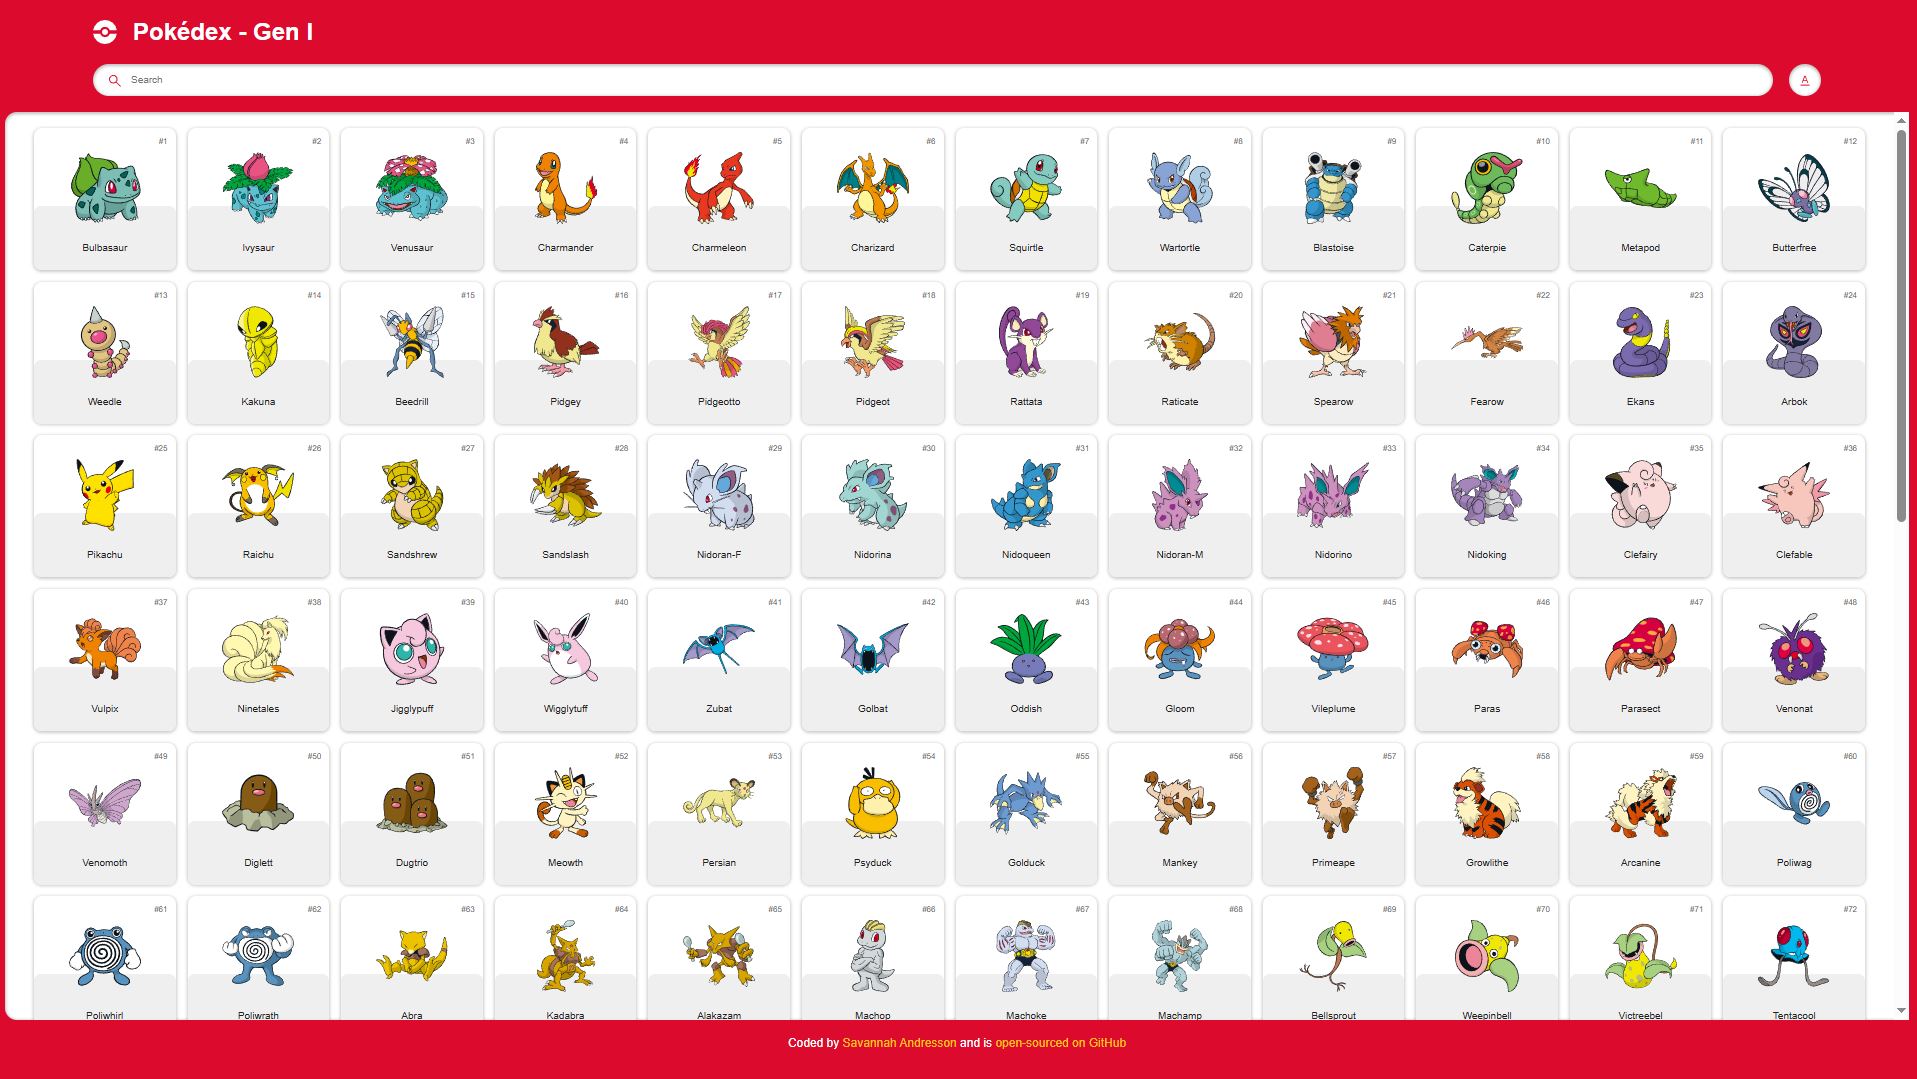 Pokédex - Gen I
Search
A
#1 #2 #3 #4 #5 #6 #7 #8 #9 #10 #11 #12
Bulbasaur Ivysaur Venusaur Charmander Charmeleon Charizard Squirtle Wartortle Blastoise Caterpie Metapod Butterfree
#13 #14 #15 #16 #17 #18 #19 #20 #21 #22 #23 #24
Weedle Kakuna Beedrill Pidgey Pidgeotto Pidgeot Rattata Raticate Spearow Fearow Ekans Arbok
#25 #26 #27 #28 #29 #30 #31 #32 #33 #34 #35 #36
Pikachu Raichu Sandshrew Sandslash Nidoran-F Nidorina Nidoqueen Nidoran-M Nidorino Nidoking Clefairy Clefable
#37 #38 #39 #40 #41 #42 #43 #44 #45 #46 #47 #48
Vulpix Ninetales Jigglypuff Wigglytuff Zubat Golbat Oddish Gloom Vileplume Paras Parasect Venonat
#49 #50 #51 #52 #53 #54 #55 #56 #57 #58 #59 #60
Venomoth Diglett Dugtrio Meowth Persian Psyduck Golduck Mankey Primeape Growlithe Arcanine Poliwag
#61 #62 #63 #64 #65 #66 #67 #68 #69 #70 #71 #72
Poliwhirl Poliwrath Abra Kadabra Alakazam Machop Machoke Machamp Bellsprout Weepinbell Victreebel Tentacool
Coded by Savannah Andresson and is open-sourced on GitHub